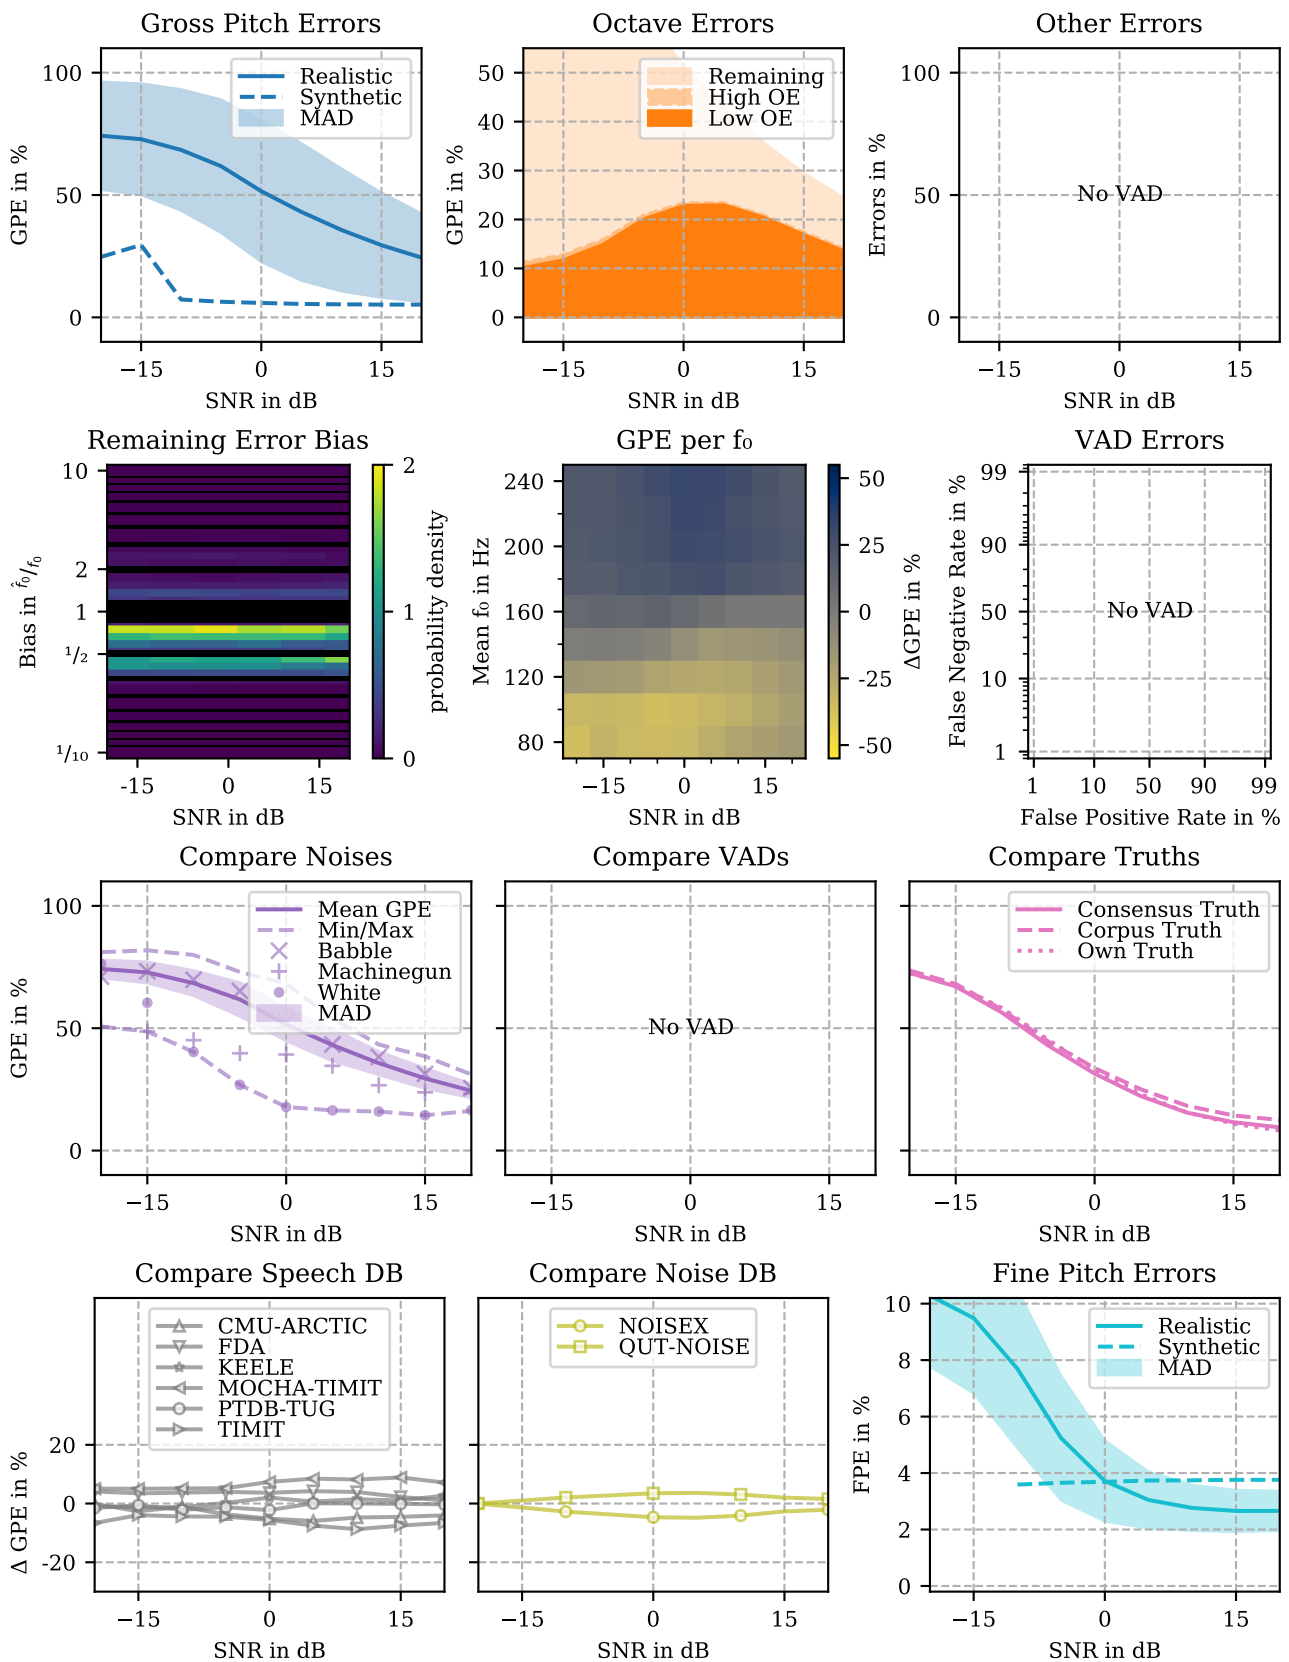 Gross Pitch Errors
100
50
0
GPE in %
Realistic
Synthetic
MAD
−15 0 15
SNR in dB
Octave Errors
50
40
30
20
10
0
GPE in %
Remaining
High OE
Low OE
−15 0 15
SNR in dB
Other Errors
100
50
0
Errors in %
No VAD
−15 0 15
SNR in dB
Remaining Error Bias
10
2
1
¹/₂
¹/₁₀
Bias in f̂₀/f₀
-15 0 15
SNR in dB
2
1
0
probability density
GPE per f₀
240
200
160
120
80
Mean f₀ in Hz
−15 0 15
SNR in dB
50
25
0
-25
-50
ΔGPE in %
VAD Errors
99
90
50
10
1
False Negative Rate in %
No VAD
1 10 50 90 99
False Positive Rate in %
Compare Noises
100
50
0
GPE in %
Mean GPE
Min/Max
Babble
Machinegun
White
MAD
−15 0 15
SNR in dB
Compare VADs
No VAD
−15 0 15
SNR in dB
Compare Truths
Consensus Truth
Corpus Truth
Own Truth
−15 0 15
SNR in dB
Compare Speech DB
20
0
-20
Δ GPE in %
CMU-ARCTIC
FDA
KEELE
MOCHA-TIMIT
PTDB-TUG
TIMIT
−15 0 15
SNR in dB
Compare Noise DB
NOISEX
QUT-NOISE
−15 0 15
SNR in dB
Fine Pitch Errors
10
8
6
4
2
0
FPE in %
Realistic
Synthetic
MAD
−15 0 15
SNR in dB